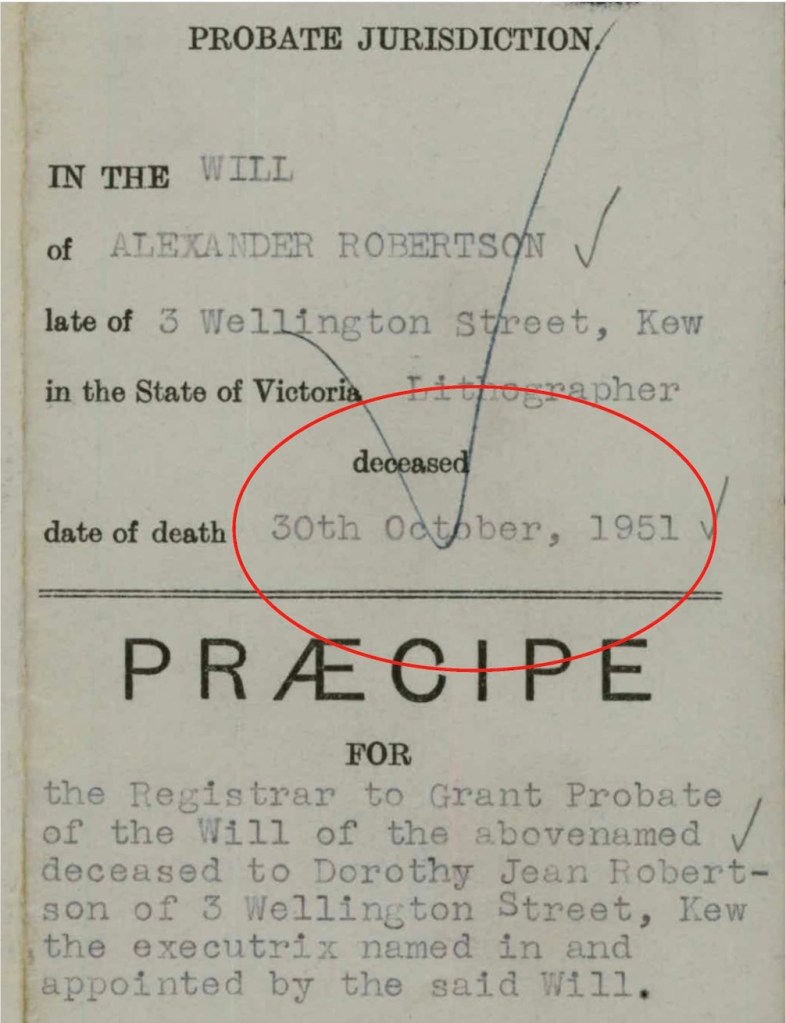 PROBATE JURISDICTION.
IN THE WILL
of ALEXANDER ROBERTSON
late of 3 Wellington Street, Kew
in the State of Victoria Lithographer
deceased
date of death 30th October, 1951
PRÆCIPE
FOR
the Registrar to Grant Probate
of the Will of the abovenamed
deceased to Dorothy Jean Robert-
son of 3 Wellington Street, Kew
the executrix named in and
appointed by the said Will.